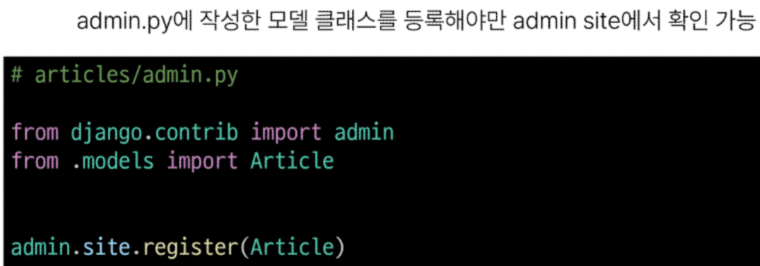 admin.py에 작성한 모델 클래스를 등록해야만 admin site에서 확인 가능
# articles/admin.py
from django.contrib import admin
from .models import Article
admin.site.register(Article)